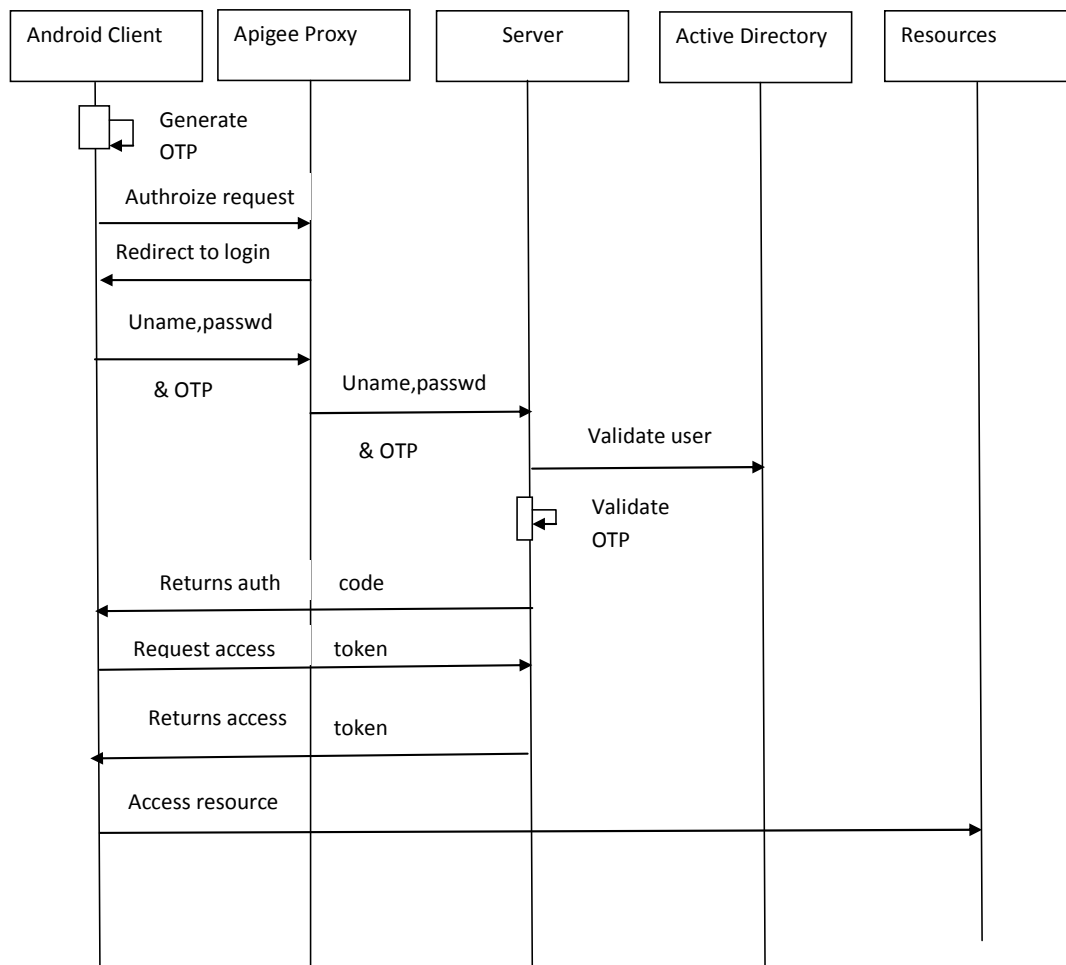 Android Client
Apigee Proxy
Server
Active Directory
Resources
Generate
OTP
Authroize request
Redirect to login
Uname,passwd
& OTP
Uname,passwd
& OTP
Validate user
Validate
OTP
Returns auth code
Request access token
Returns access token
Access resource